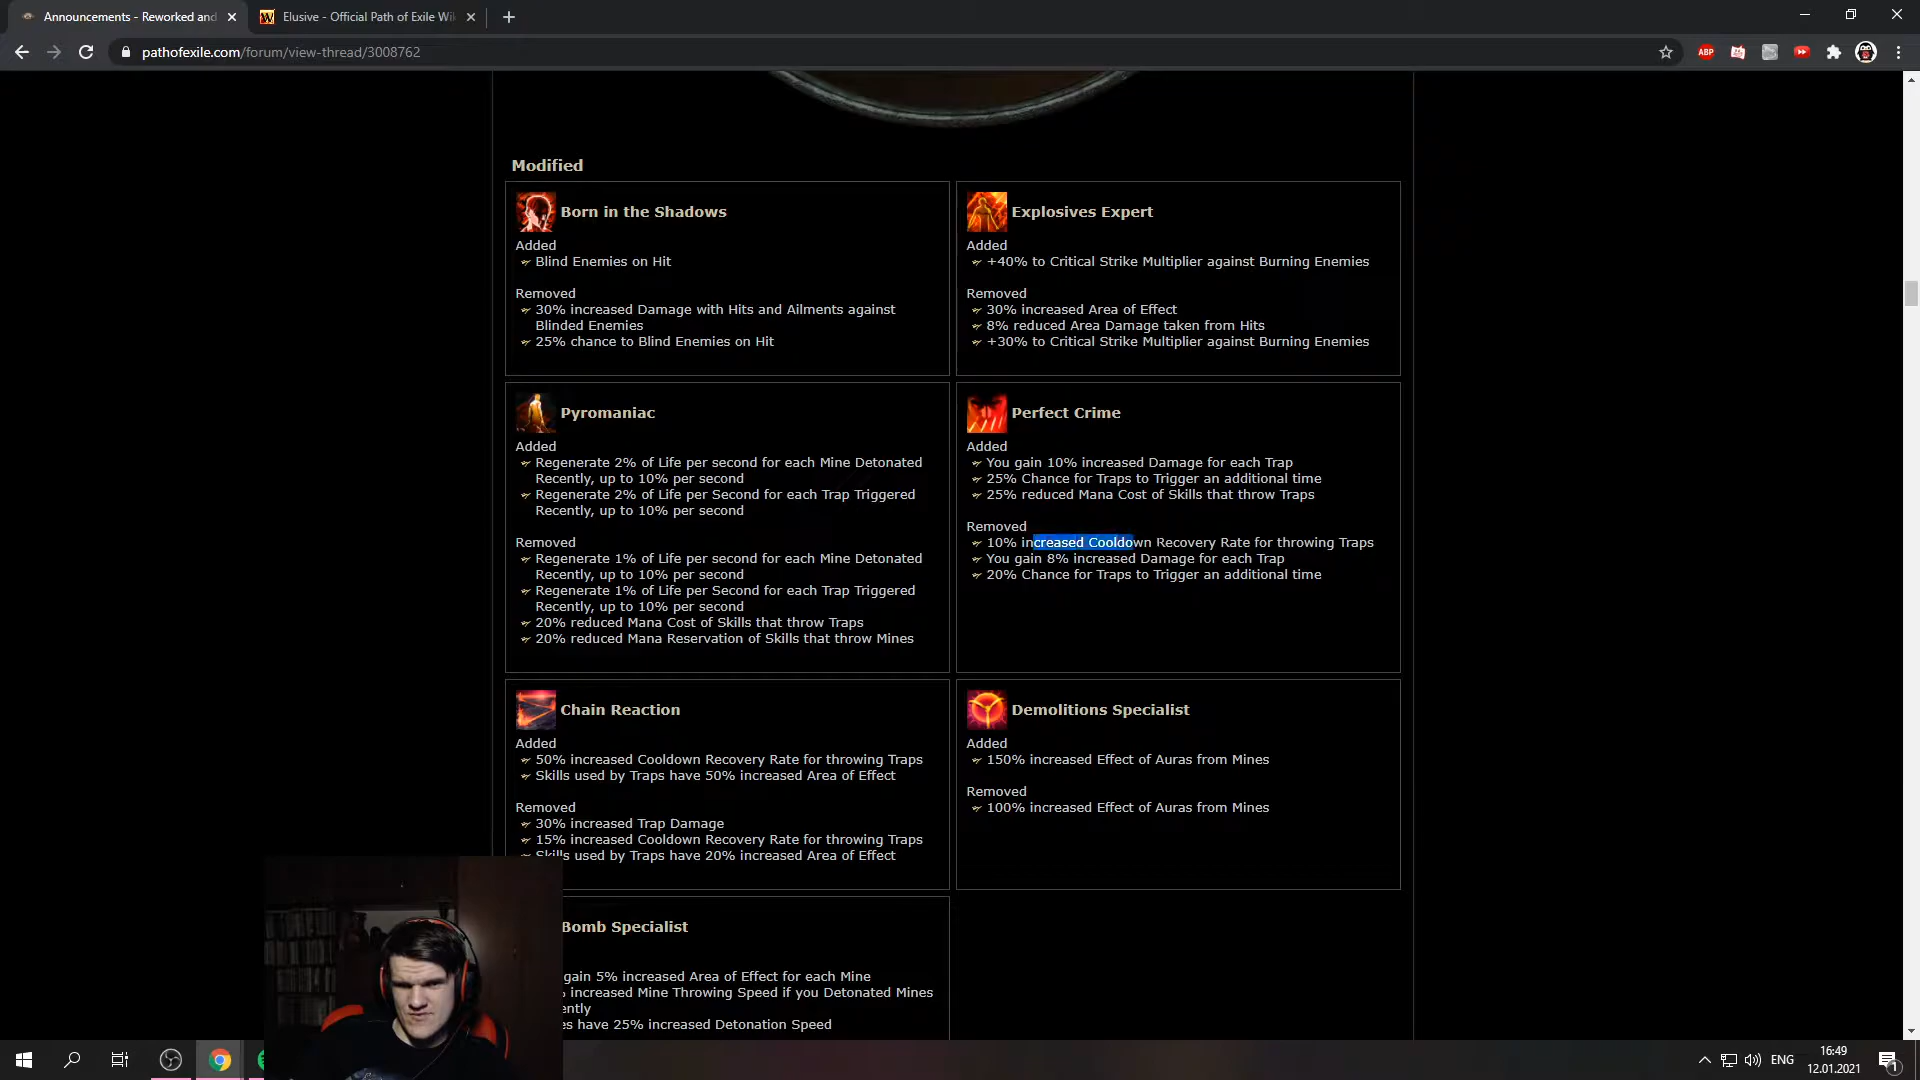 Announcements - Reworked and
Elusive - Official Path of Exile Wik
pathofexile.com/forum/view-thread/3008762
ABP
Modified
Born in the Shadows
Added
Blind Enemies on Hit
Removed
30% increased Damage with Hits and Ailments against
Blinded Enemies
25% chance to Blind Enemies on Hit
Explosives Expert
Added
+40% to Critical Strike Multiplier against Burning Enemies
Removed
30% increased Area of Effect
8% reduced Area Damage taken from Hits
+30% to Critical Strike Multiplier against Burning Enemies
Pyromaniac
Added
Regenerate 2% of Life per second for each Mine Detonated
Recently, up to 10% per second
Regenerate 2% of Life per Second for each Trap Triggered
Recently, up to 10% per second
Removed
Regenerate 1% of Life per second for each Mine Detonated
Recently, up to 10% per second
Regenerate 1% of Life per Second for each Trap Triggered
Recently, up to 10% per second
20% reduced Mana Cost of Skills that throw Traps
20% reduced Mana Reservation of Skills that throw Mines
Perfect Crime
Added
You gain 10% increased Damage for each Trap
25% Chance for Traps to Trigger an additional time
25% reduced Mana Cost of Skills that throw Traps
Removed
10% increased Cooldown Recovery Rate for throwing Traps
You gain 8% increased Damage for each Trap
20% Chance for Traps to Trigger an additional time
Chain Reaction
Added
50% increased Cooldown Recovery Rate for throwing Traps
Skills used by Traps have 50% increased Area of Effect
Removed
30% increased Trap Damage
15% increased Cooldown Recovery Rate for throwing Traps
Skills used by Traps have 20% increased Area of Effect
Demolitions Specialist
Added
150% increased Effect of Auras from Mines
Removed
100% increased Effect of Auras from Mines
Bomb Specialist
gain 5% increased Area of Effect for each Mine
increased Mine Throwing Speed if you Detonated Mines
ently
es have 25% increased Detonation Speed
ENG
16:49
12.01.2021
1